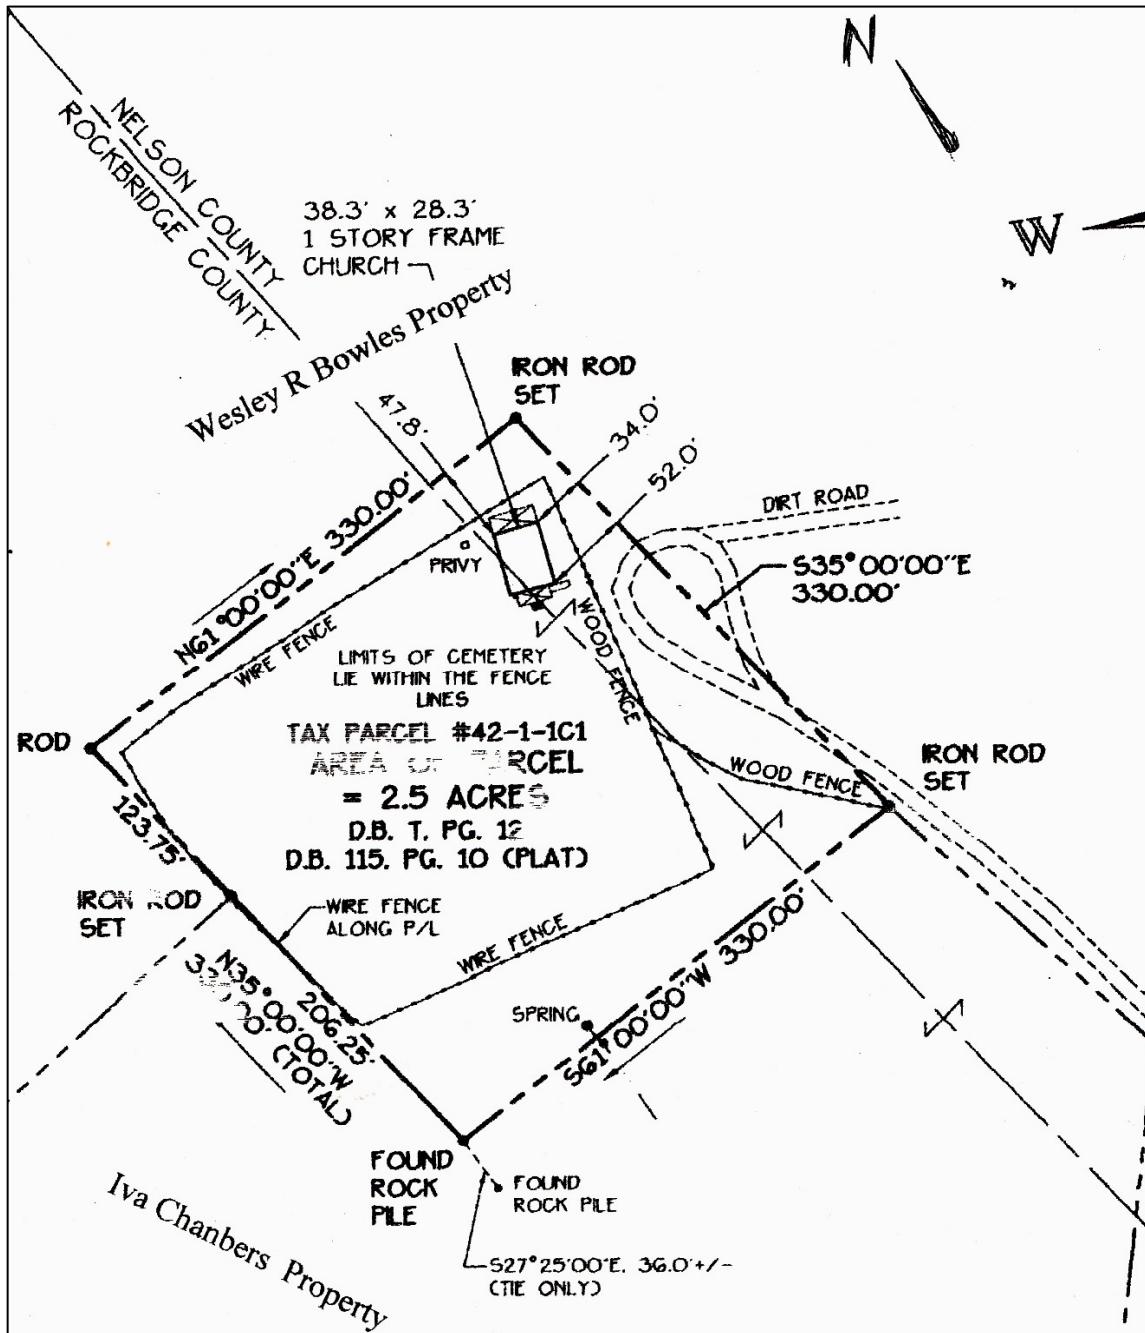 N
W
NELSON COUNTY
ROCKBRIDGE COUNTY
38.3' x 28.3'
1 STORY FRAME
CHURCH
Wesley R Bowles Property
IRON ROD
SET
47.8'
34.0'
52.0'
DIRT ROAD
S35°00'00"E
330.00'
N61°00'00"E 330.00'
PRIVY
WIRE FENCE
WOOD FENCE
LIMITS OF CEMETERY
LIE WITHIN THE FENCE
LINES
TAX PARCEL #42-1-1C1
AREA OF PARCEL
= 2.5 ACRES
D.B. T. PG. 12
D.B. 115. PG. 10 (PLAT)
ROD
WOOD FENCE
IRON ROD
SET
123.75'
IRON ROD
SET
WIRE FENCE
ALONG P/L
WIRE FENCE
N35°00'00"W
(TOTAL)
206.25'
SPRING
S61°00'00"W 330.00'
FOUND
ROCK
PILE
FOUND
ROCK PILE
S27°25'00"E. 36.0'+/-
(TIE ONLY)
Iva Chanbers Property